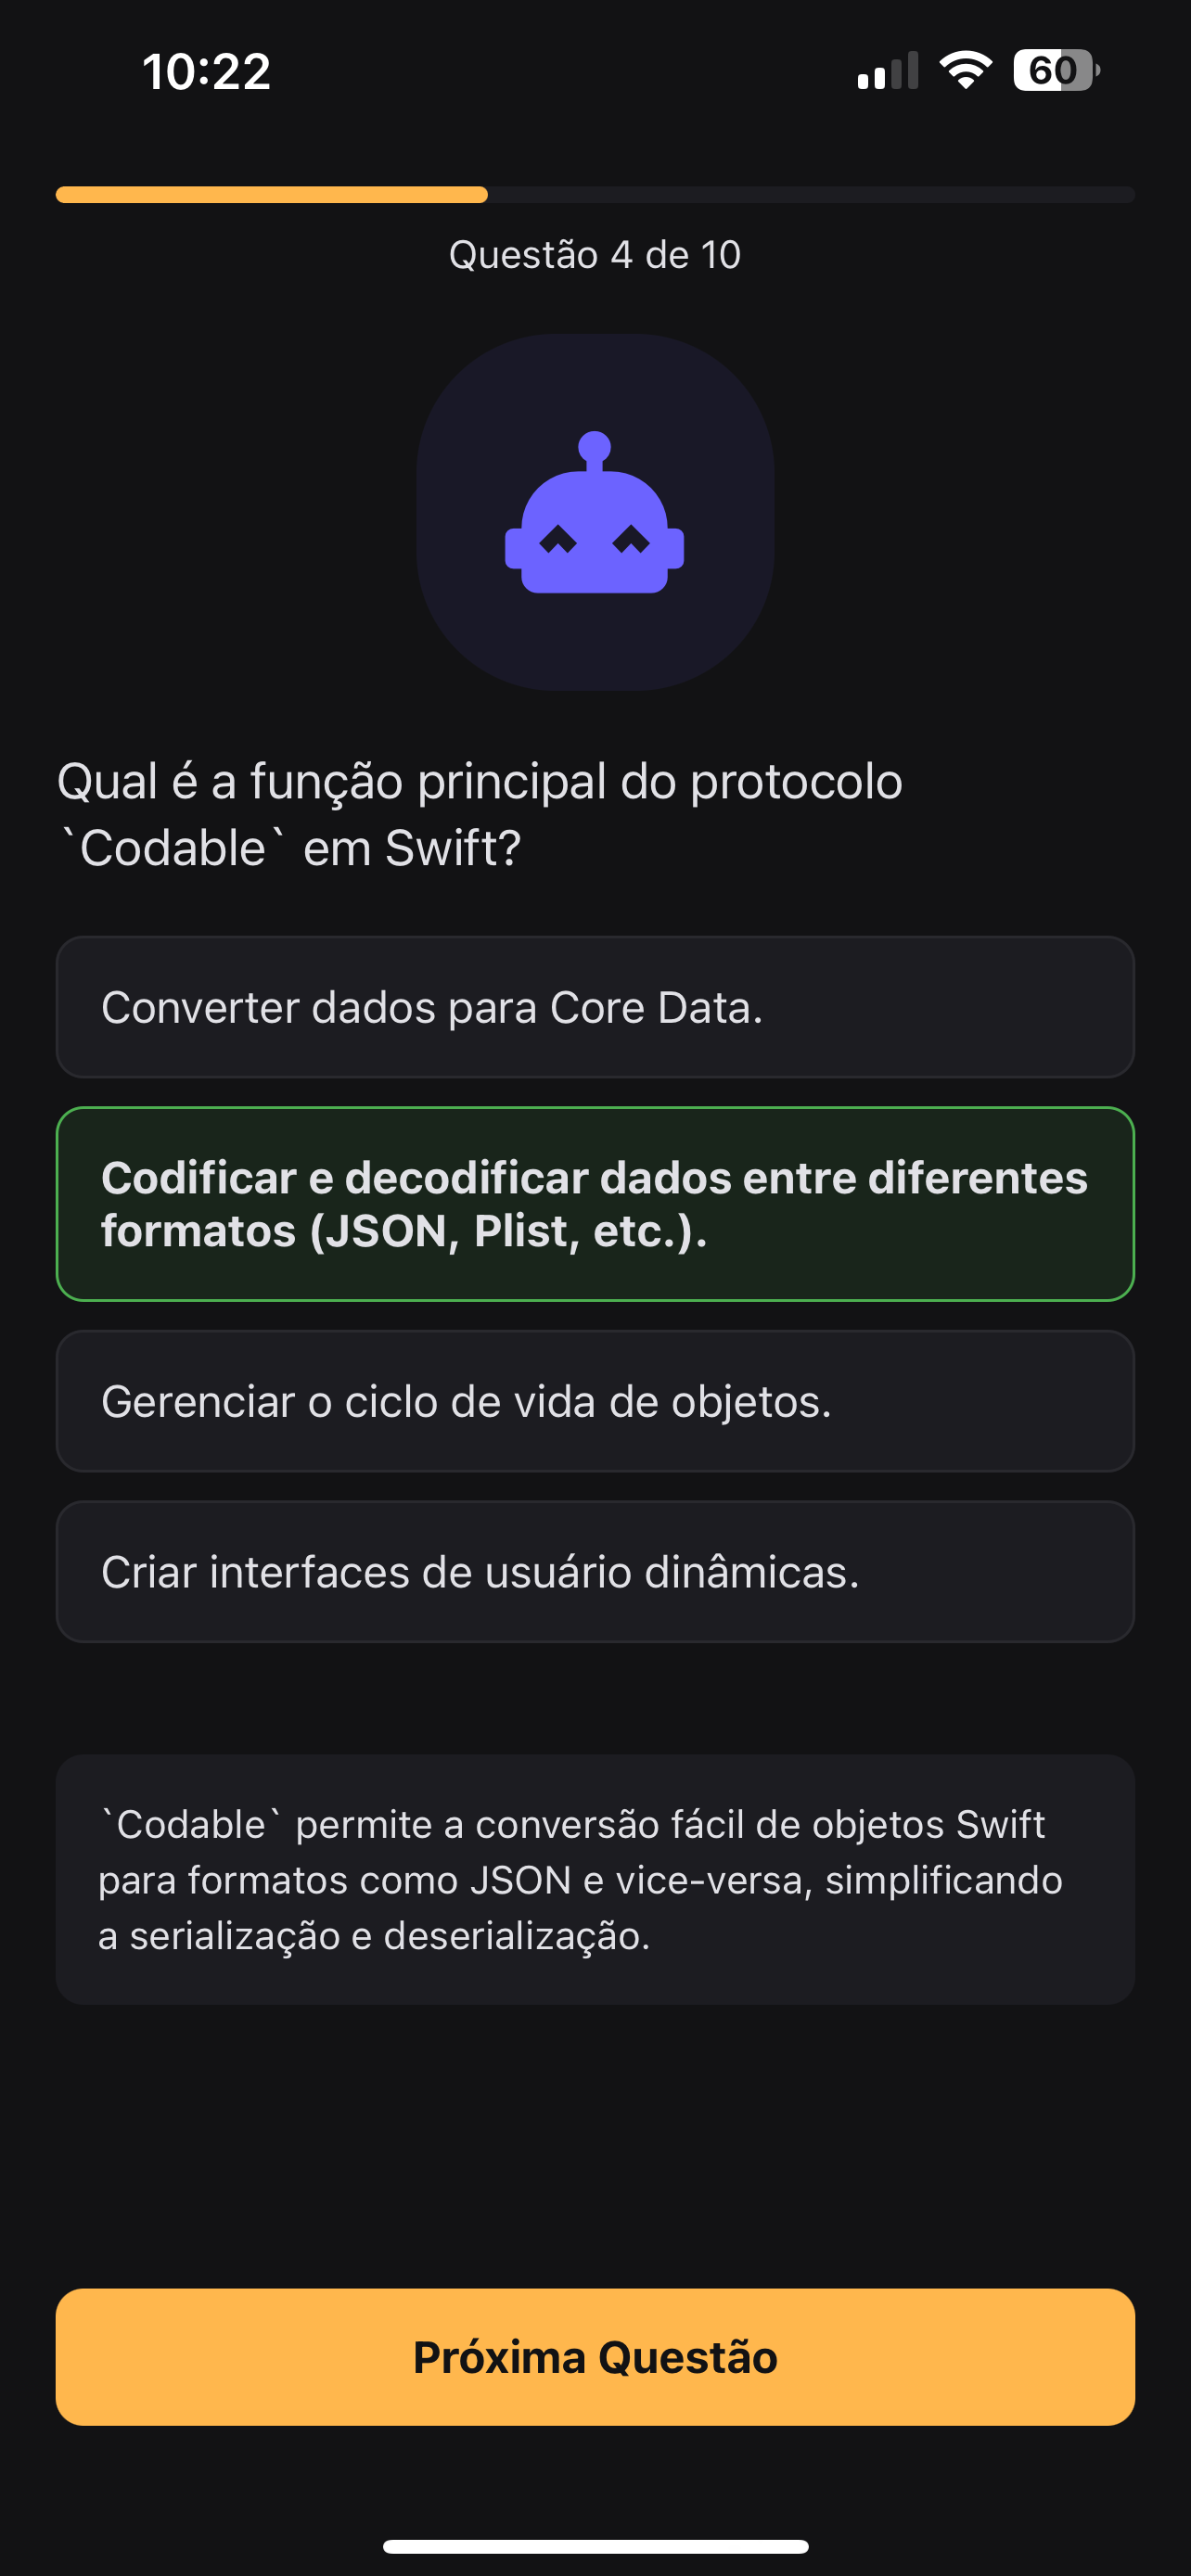 10:22
60
Questão 4 de 10
Qual é a função principal do protocolo
`Codable` em Swift?
Converter dados para Core Data.
Codificar e decodificar dados entre diferentes
formatos (JSON, Plist, etc.).
Gerenciar o ciclo de vida de objetos.
Criar interfaces de usuário dinâmicas.
`Codable` permite a conversão fácil de objetos Swift
para formatos como JSON e vice-versa, simplificando
a serialização e deserialização.
Próxima Questão